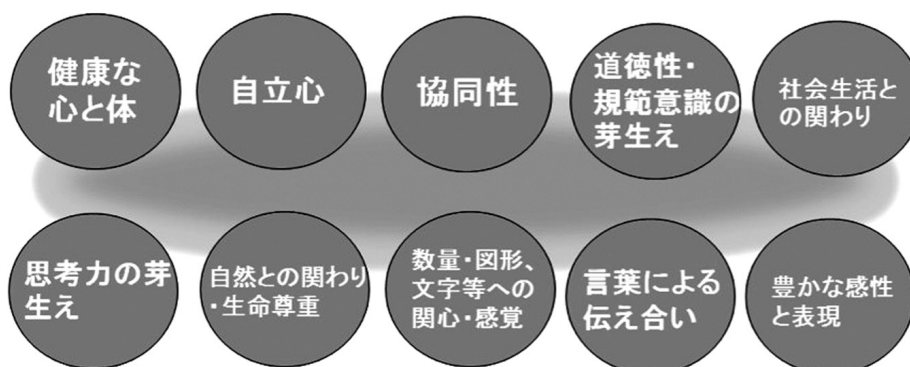 健康な
心と体
自立心
協同性
道徳性・
規範意識の
芽生え
社会生活と
の関わり
思考力の芽
生え
自然との関わり
・生命尊重
数量・図形、
文字等への
関心・感覚
言葉による
伝え合い
豊かな感性
と表現